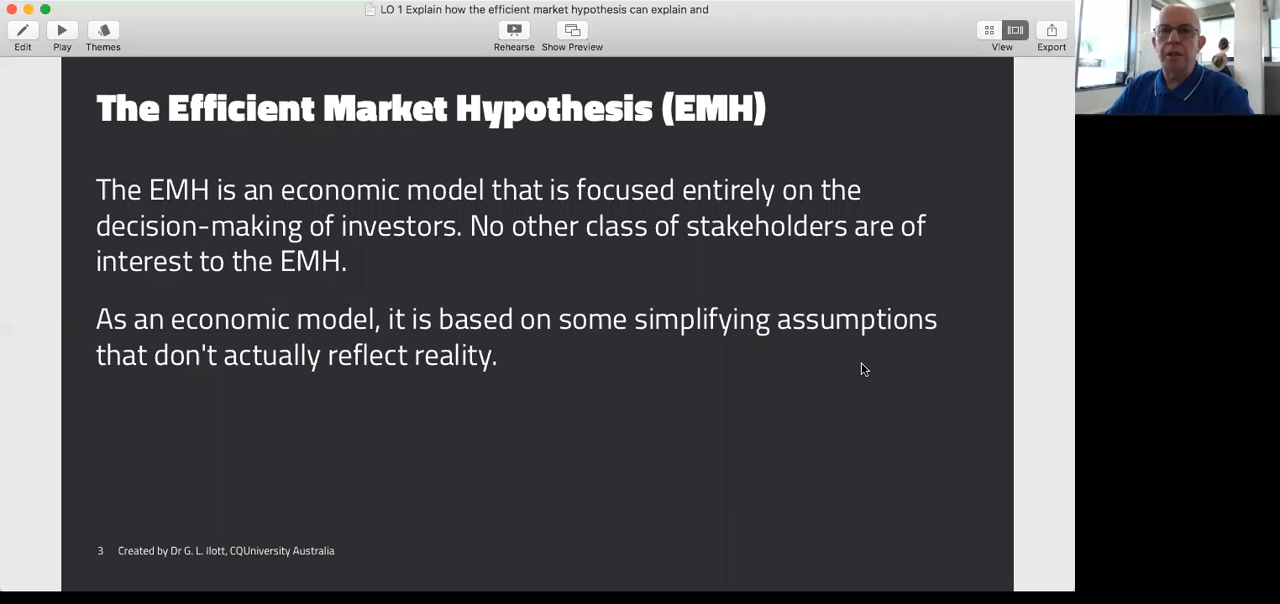 LO 1 Explain how the efficient market hypothesis can explain and
Edit
Play
Themes
Rehearse
Show Preview
View
Export
The Efficient Market Hypothesis (EMH)
The EMH is an economic model that is focused entirely on the
decision-making of investors. No other class of stakeholders are of
interest to the EMH.
As an economic model, it is based on some simplifying assumptions
that don't actually reflect reality.
3 Created by Dr G. L. Ilott, CQUniversity Australia